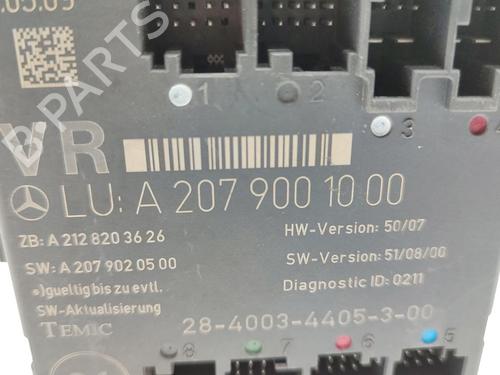 1
2
3
4
VR
LU: A 207 900 10 00
ZB: A 212 820 36 26
SW: A 207 902 05 00
*)gueltig bis zu evtl.
SW-Aktualisierung
TEMIC
HW-Version: 50/07
SW-Version: 51/08/00
Diagnostic ID: 0211
28-4003-4405-3-00
8
7
6
5
B PARTS